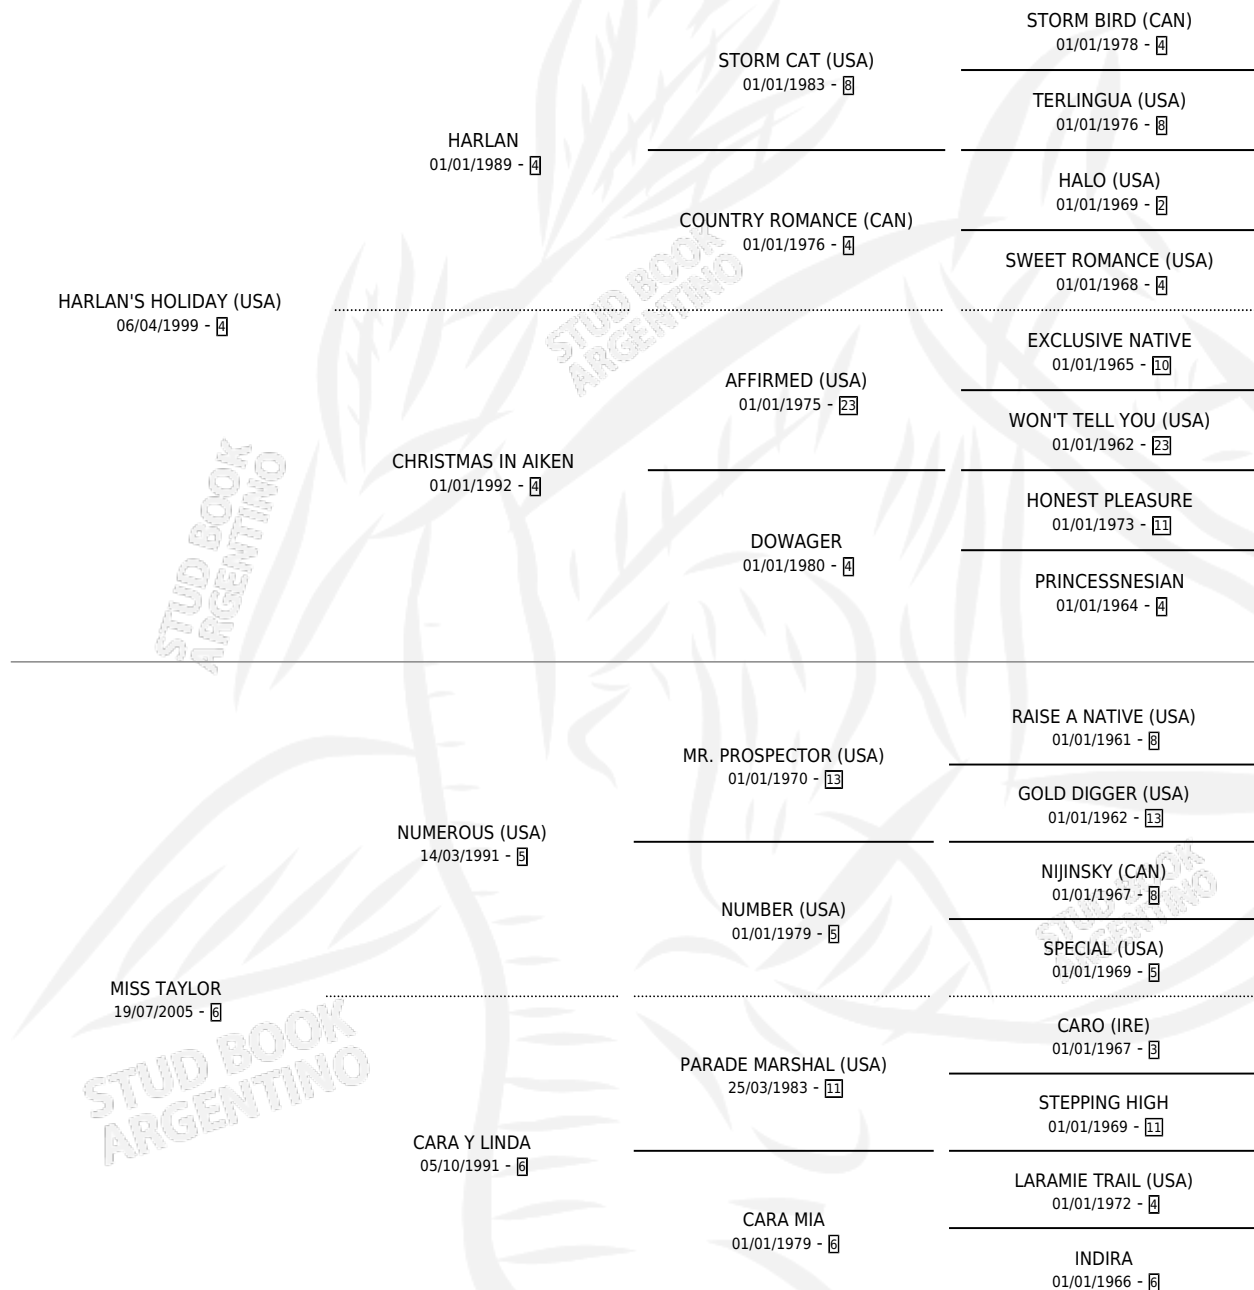 STORM BIRD (CAN)
01/01/1978 - 4
STORM CAT (USA)
01/01/1983 - 8
TERLINGUA (USA)
01/01/1976 - 8
HARLAN
01/01/1989 - 4
HALO (USA)
01/01/1969 - 2
COUNTRY ROMANCE (CAN)
01/01/1976 - 4
SWEET ROMANCE (USA)
01/01/1968 - 4
HARLAN'S HOLIDAY (USA)
06/04/1999 - 4
EXCLUSIVE NATIVE
01/01/1965 - 10
AFFIRMED (USA)
01/01/1975 - 23
WON'T TELL YOU (USA)
01/01/1962 - 23
CHRISTMAS IN AIKEN
01/01/1992 - 4
HONEST PLEASURE
01/01/1973 - 11
DOWAGER
01/01/1980 - 4
PRINCESSNESIAN
01/01/1964 - 4
STUD BOOK
ARGENTINO
STUD BOOK
ARGENTINO
RAISE A NATIVE (USA)
01/01/1961 - 8
MR. PROSPECTOR (USA)
01/01/1970 - 13
GOLD DIGGER (USA)
01/01/1962 - 13
NUMEROUS (USA)
14/03/1991 - 5
NIJINSKY (CAN)
01/01/1967 - 8
NUMBER (USA)
01/01/1979 - 5
SPECIAL (USA)
01/01/1969 - 5
MISS TAYLOR
19/07/2005 - 6
CARO (IRE)
01/01/1967 - 3
PARADE MARSHAL (USA)
25/03/1983 - 11
STEPPING HIGH
01/01/1969 - 11
CARA Y LINDA
05/10/1991 - 6
LARAMIE TRAIL (USA)
01/01/1972 - 4
CARA MIA
01/01/1979 - 6
INDIRA
01/01/1966 - 6
STUD BOOK
ARGENTINO
STUD BOOK
ARGENTINO